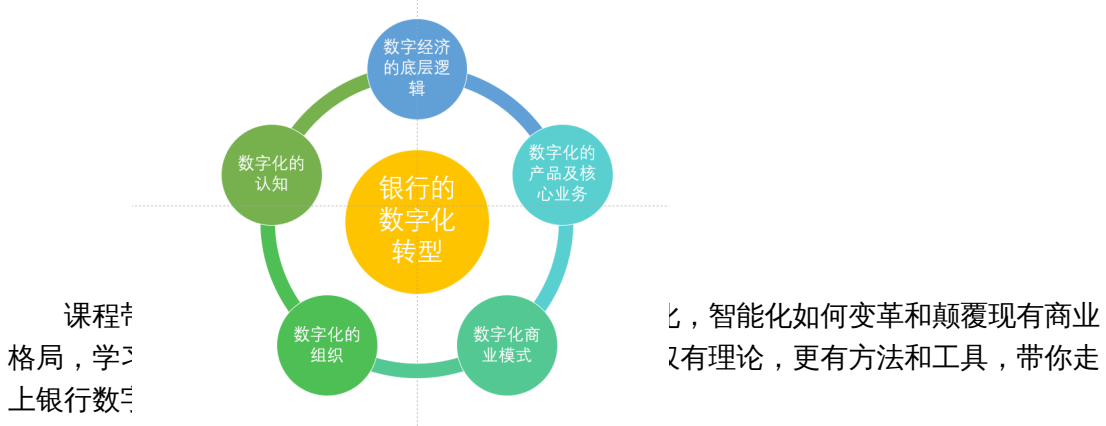 数字经济
的底层逻
辑
数字化的
产品及核
心业务
数字化商
业模式
数字化的
组织
数字化的
认知
银行的
数字化
转型
课程 ，智能化如何变革和颠覆现有商业
格局，学 有理论，更有方法和工具，带你走
上银行数